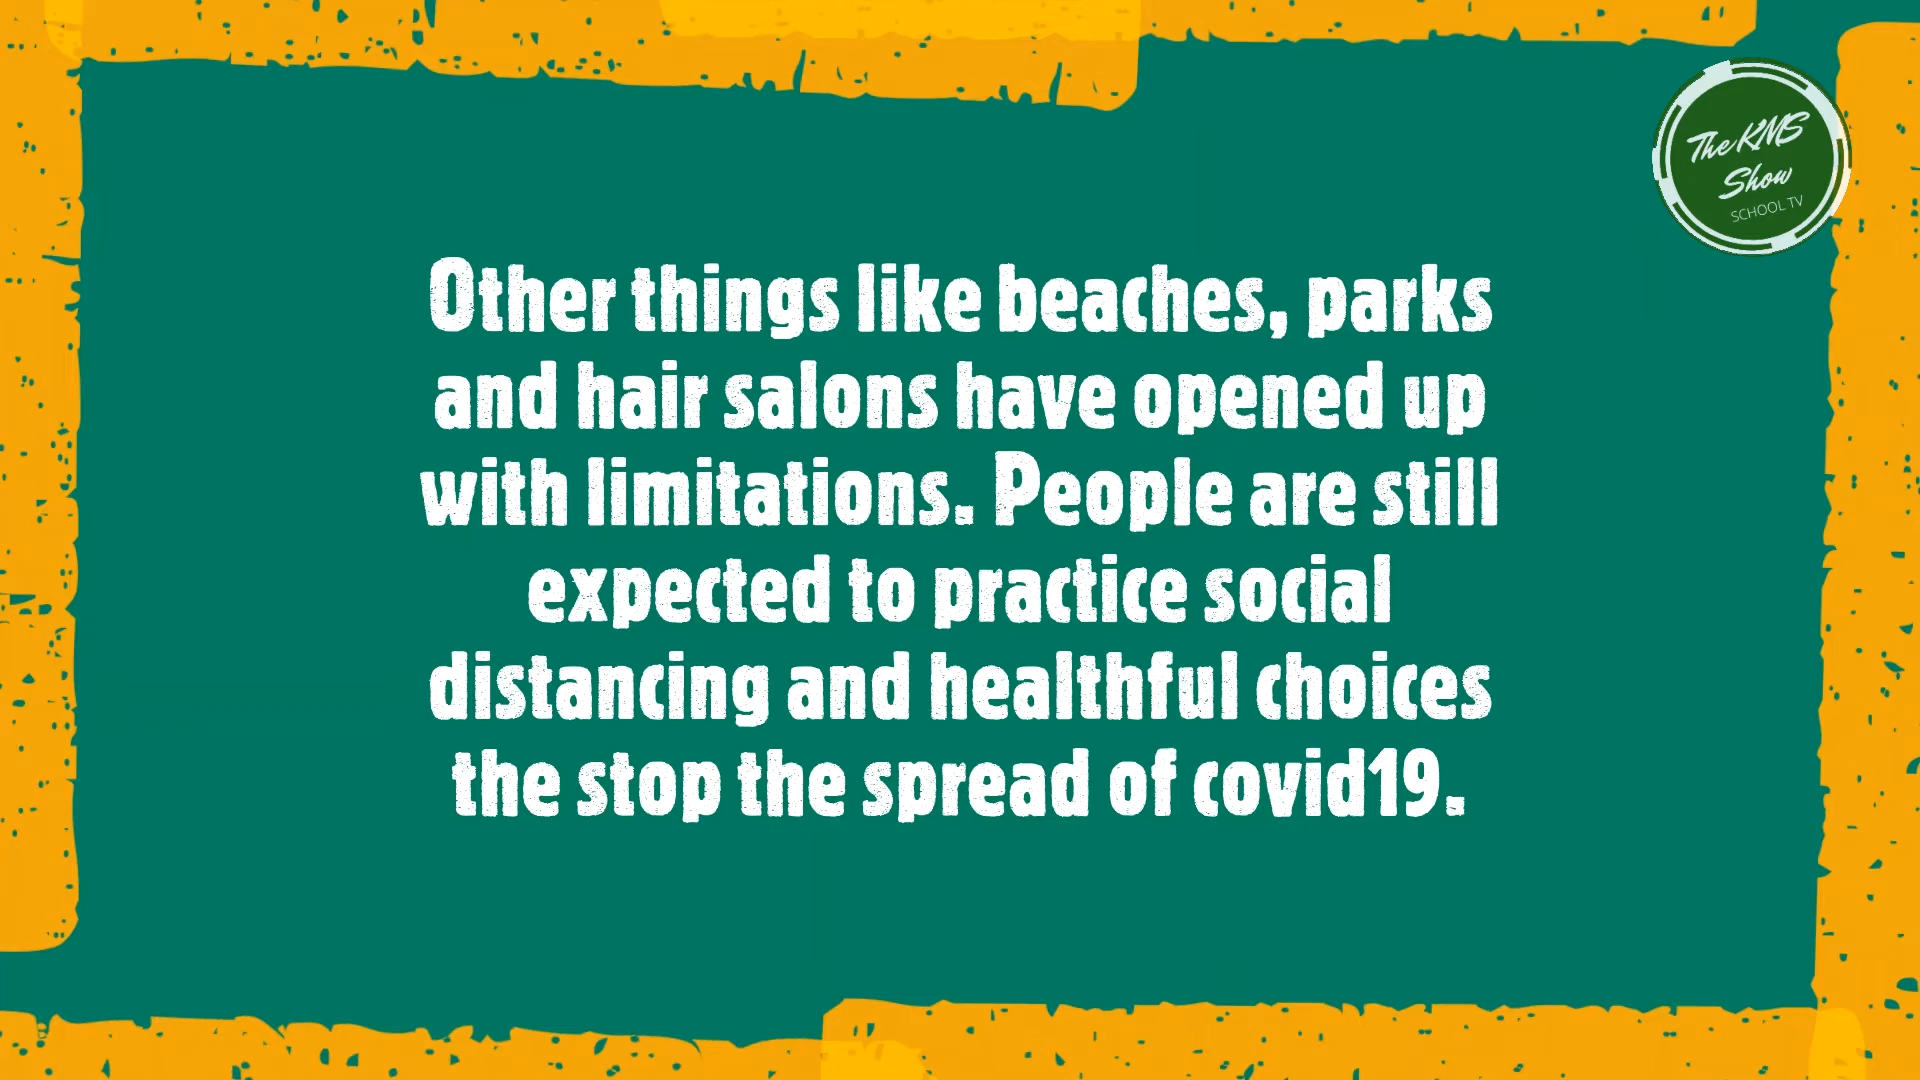 The KMS
Show
SCHOOL TV
Other things like beaches, parks
and hair salons have opened up
with limitations. People are still
expected to practice social
distancing and healthful choices
the stop the spread of covid19.